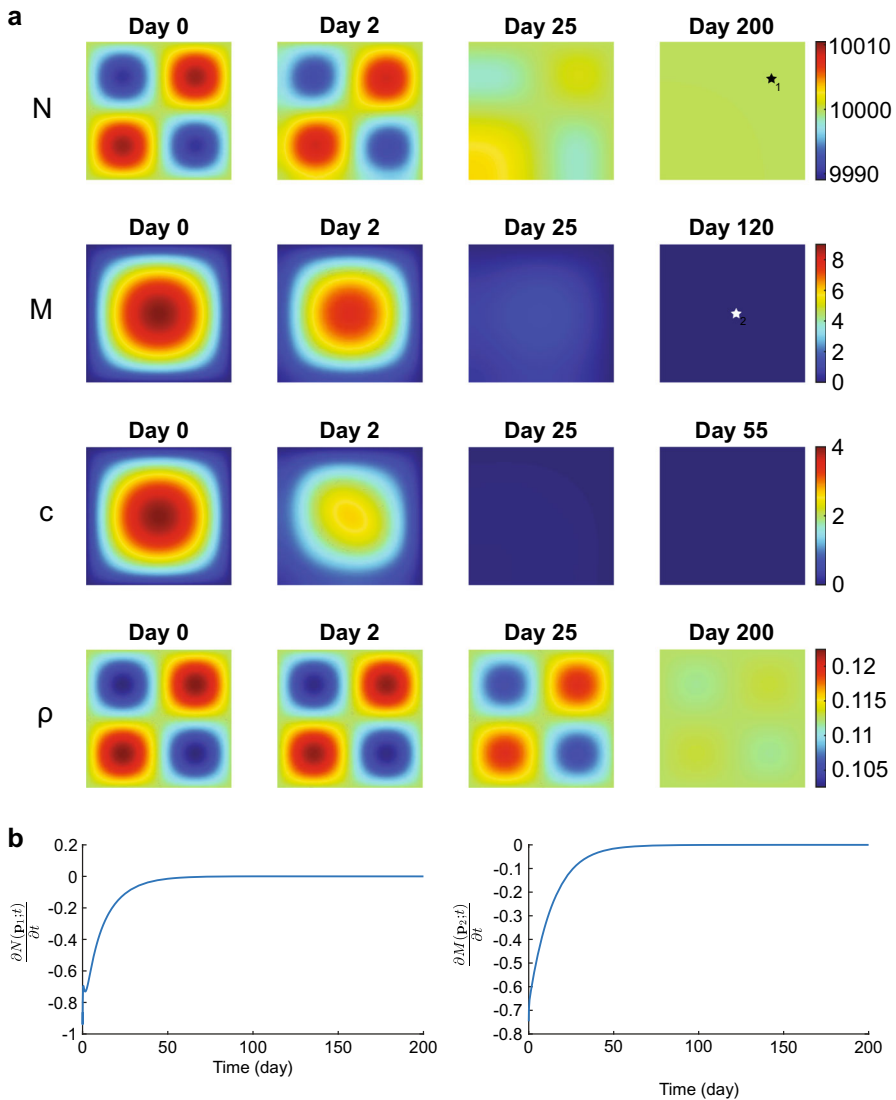 a
Day 0 Day 2 Day 25 Day 200
N
1
10010
10000
9990
Day 0 Day 2 Day 25 Day 120
M
2
8
6
4
2
0
Day 0 Day 2 Day 25 Day 55
c
4
2
0
Day 0 Day 2 Day 25 Day 200
ρ
0.12
0.115
0.11
0.105
b
0.2
0
-0.2
-0.4
-0.6
-0.8
-1
∂N(p₁;t)
∂t
0 50 100 150 200
Time (day)
0
-0.1
-0.2
-0.3
-0.4
-0.5
-0.6
-0.7
-0.8
∂M(p₂;t)
∂t
0 50 100 150 200
Time (day)